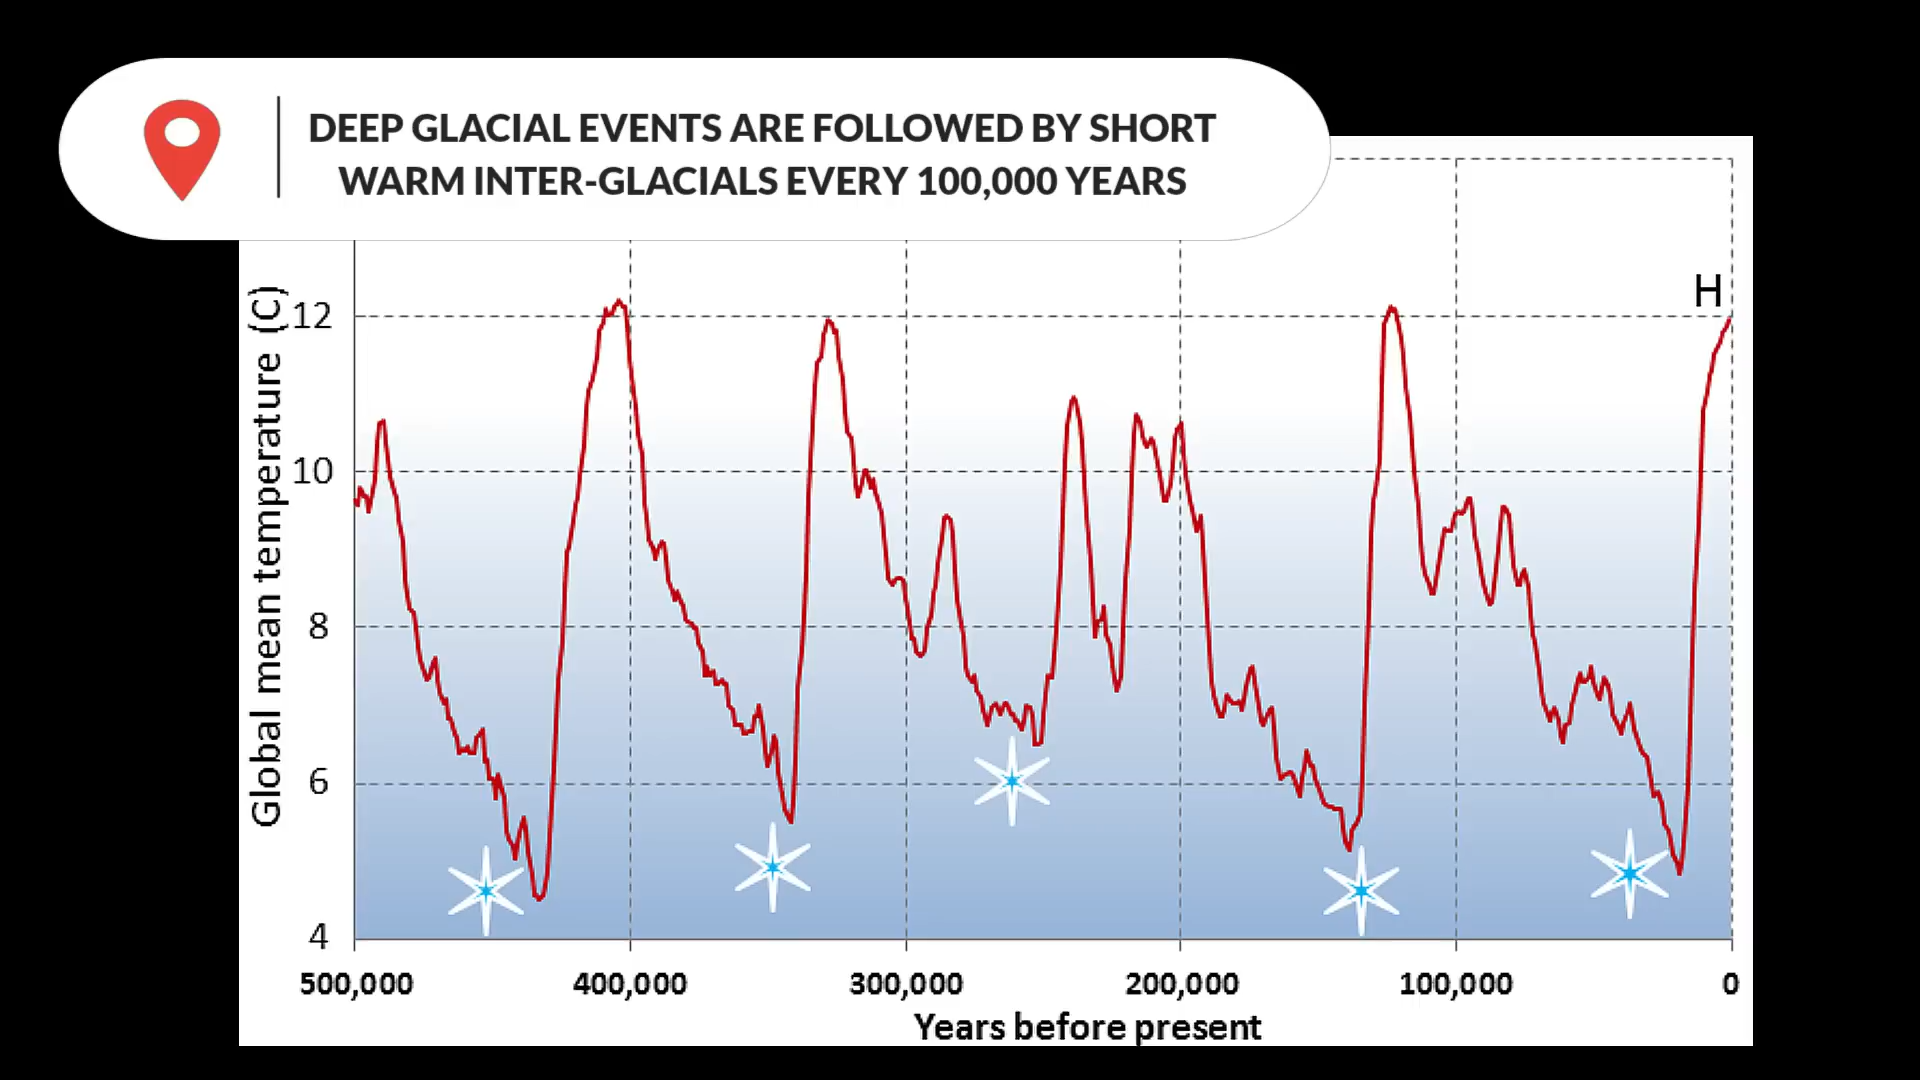 DEEP GLACIAL EVENTS ARE FOLLOWED BY SHORT
WARM INTER-GLACIALS EVERY 100,000 YEARS
H
Global mean temperature (C)
12
10
8
6
4
500,000 400,000 300,000 200,000 100,000 0
Years before present